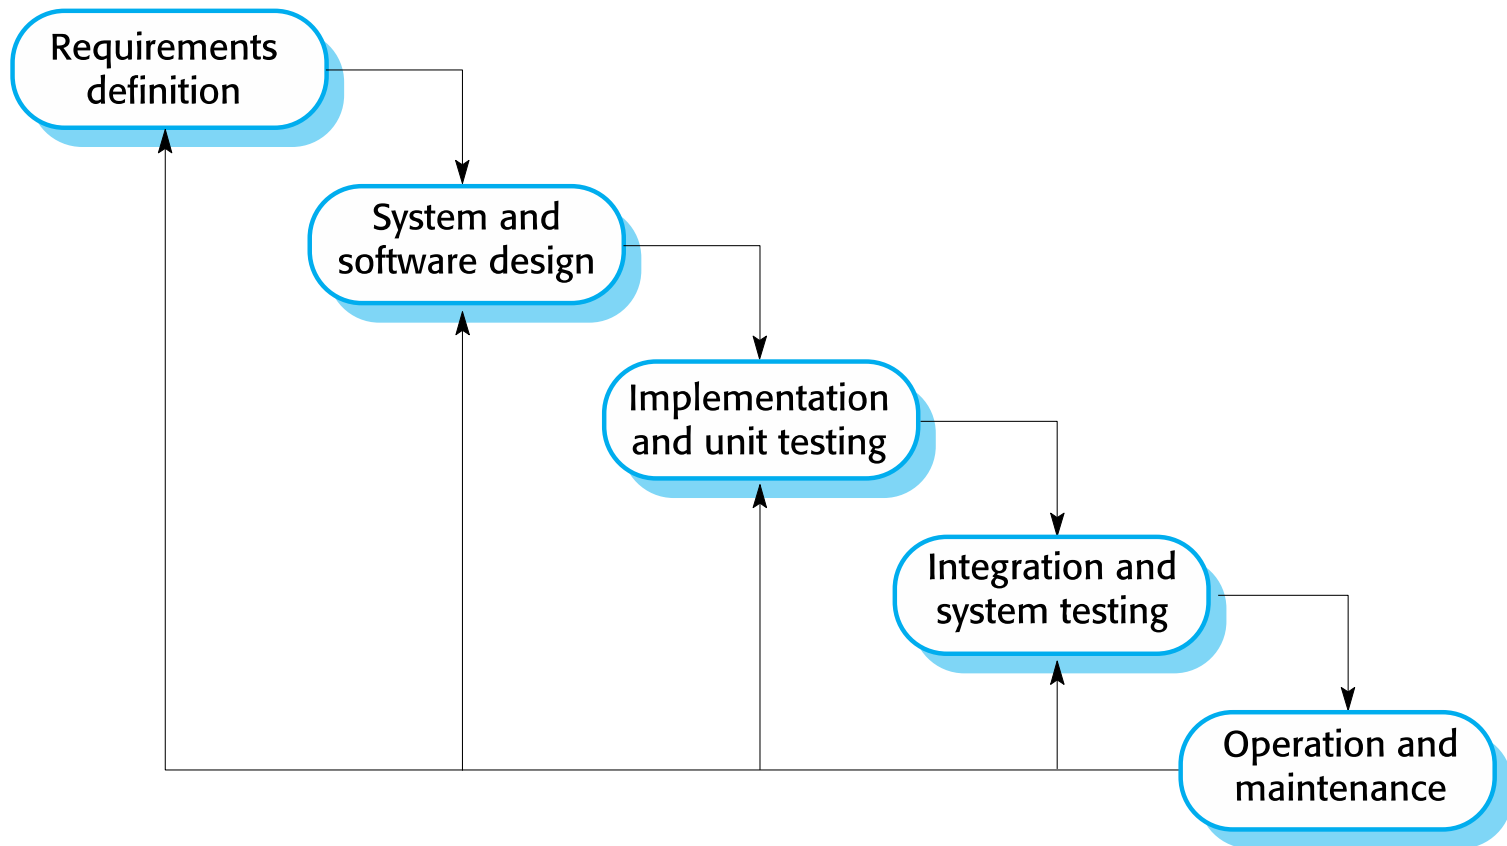 Requirements
definition
System and
software design
Implementation
and unit testing
Integration and
system testing
Operation and
maintenance